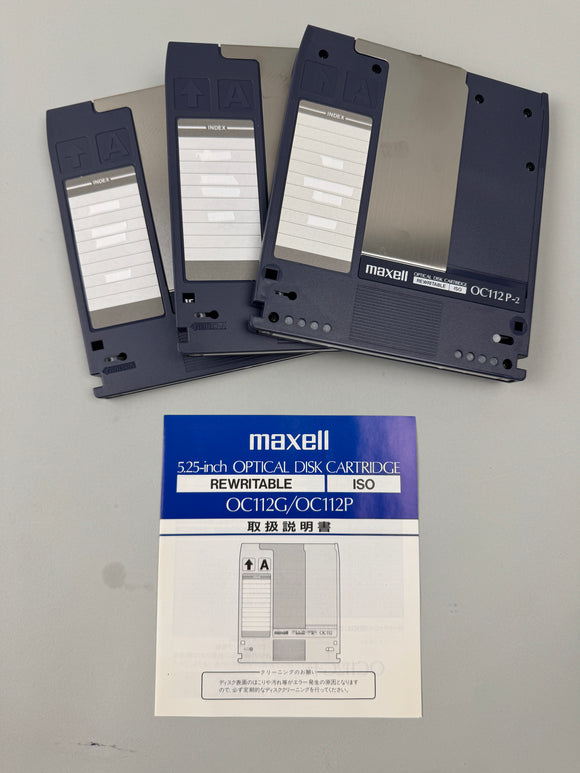 A
INDEX
A
INDEX
A
INDEX
maxell OPTICAL DISK CARTRIDGE
REWRITABLE ISO OC112 P-2
maxell
5.25-inch OPTICAL DISK CARTRIDGE
REWRITABLE ISO
OC112G/OC112P
取扱説明書
A
INDEX
maxell OC112
クリーニングのお願い
ディスク表面のほこりや汚れ等がエラー発生の原因となります
ので、必ず定期的なディスククリーニングを行ってください。